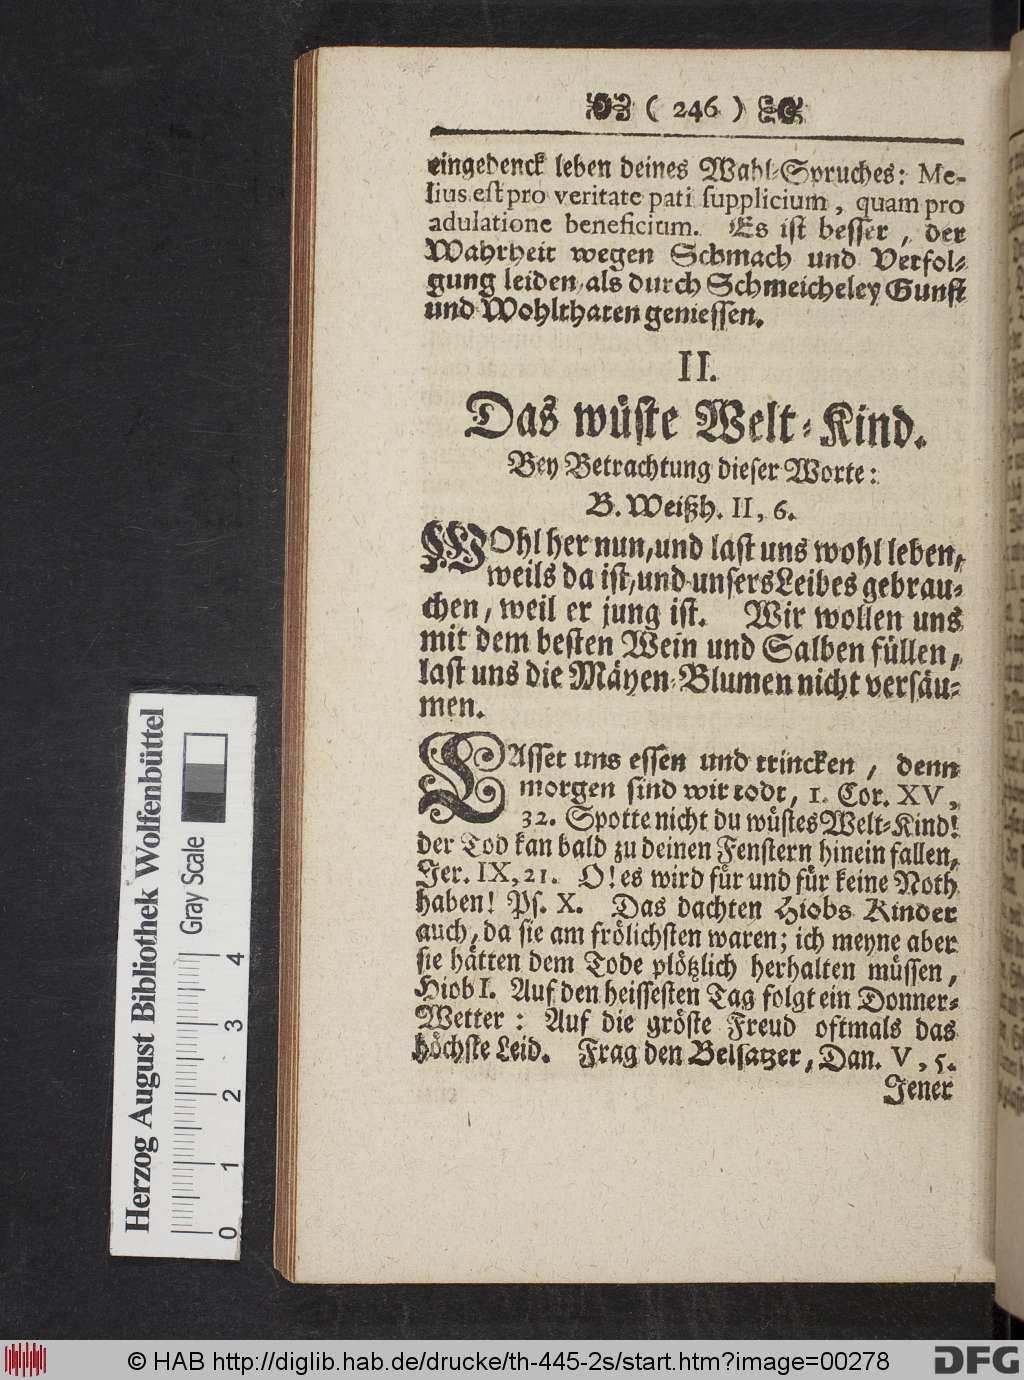 ( 246 )
eingedenck leben deines Wahl-Spruches: Me-
lius est pro veritate pati supplicium, quam pro
adulatione beneficium. Es ist besser, der
Wahrheit wegen Schmach und Verfol-
gung leiden, als durch Schmeicheley Gunst
und Wohlthaten geniessen.
II.
Das wüste Welt-Kind.
Bey Betrachtung dieser Worte:
B. Weißh. II, 6.
WOhl her nun, und last uns wohl leben,
weils da ist, und unsers Leibes gebrau-
chen, weil er jung ist. Wir wollen uns
mit dem besten Wein und Salben füllen,
last uns die Mäyen-Blumen nicht versäu-
men.
LAsset uns essen und trincken, denn
morgen sind wir todt, 1. Cor. XV,
32. Spotte nicht du wüstes Welt-Kind!
der Tod kan bald zu deinen Fenstern hinein fallen,
Jer. IX, 21. O! es wird für und für keine Noth
haben! Ps. X. Das dachten Hiobs Kinder
auch, da sie am frölichsten waren; ich meyne aber
sie hätten dem Tode plötzlich herhalten müssen,
Hiob I. Auf den heissesten Tag folgt ein Donner-
Wetter: Auf die gröste Freud oftmals das
höchste Leid. Frag den Belsatzer, Dan. V, 5.
Jener
Herzog August Bibliothek Wolfenbüttel
Gray Scale
0 1 2 3 4
© HAB http://diglib.hab.de/drucke/th-445-2s/start.htm?image=00278
DFG